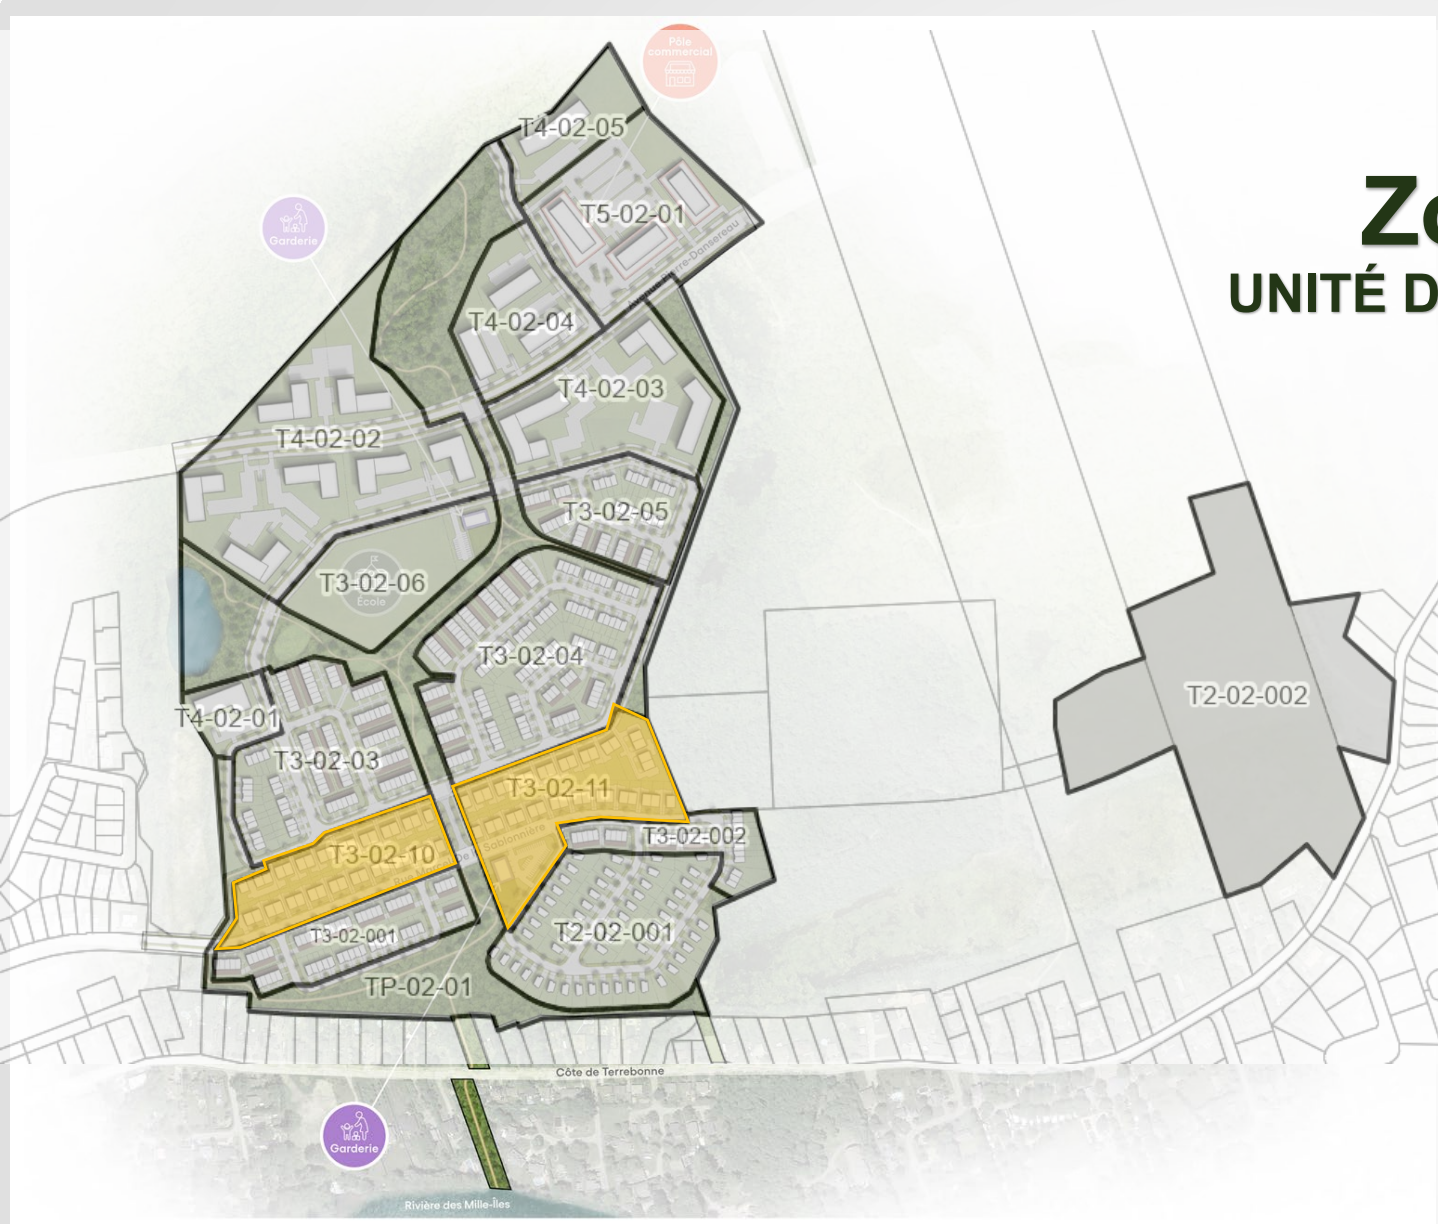 Pôle
commercial
T4-02-05
Zo
T5-02-01
Garderie
Pierre-Dansereau
UNITÉ D
T4-02-04
T4-02-03
T4-02-02
T3-02-05
T3-02-06
École
T3-02-04
T2-02-002
T4-02-01
T3-02-03
T3-02-11
T3-02-002
Sablonnière
T3-02-10
Rue
T2-02-001
T3-02-001
TP-02-01
Côte de Terrebonne
Garderie
Rivière des Mille-Îles